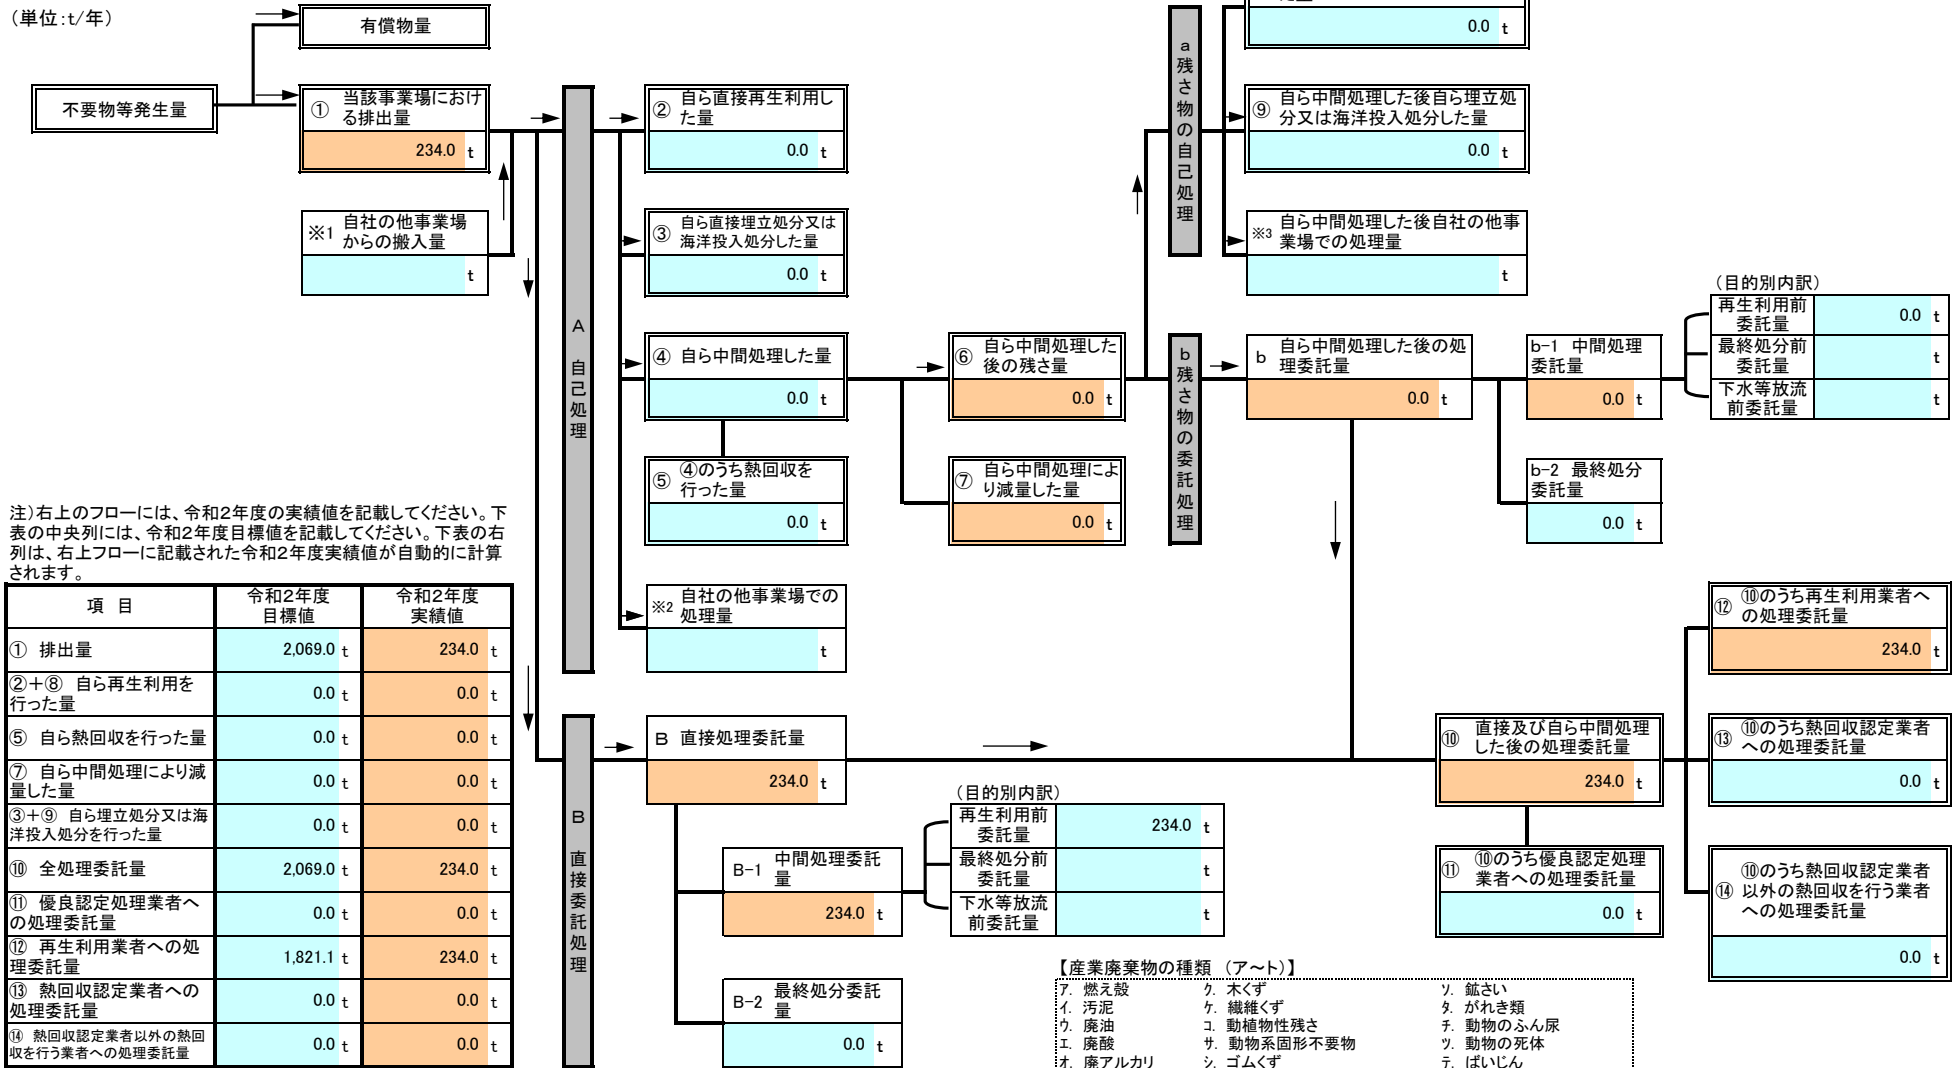 (単位:t/年)
有償物量
不要物等発生量
① 当該事業場におけ
る排出量
234.0 t
※1 自社の他事業場
からの搬入量
t
A 自己処理
② 自ら直接再生利用し
た量
0.0 t
③ 自ら直接埋立処分又は
海洋投入処分した量
0.0 t
④ 自ら中間処理した量
0.0 t
⑤ ④のうち熱回収を
行った量
0.0 t
※2 自社の他事業場での
処理量
t
⑥ 自ら中間処理した
後の残さ量
0.0 t
⑦ 自ら中間処理によ
り減量した量
0.0 t
a残さ物の自己処理
0.0 t
⑨ 自ら中間処理した後自ら埋立処
分又は海洋投入処分した量
0.0 t
※3 自ら中間処理した後自社の他事
業場での処理量
t
b残さ物の委託処理
b 自ら中間処理した後の処
理委託量
0.0 t
b-1 中間処理
委託量
0.0 t
b-2 最終処分
委託量
0.0 t
(目的別内訳)
再生利用前
委託量
0.0 t
最終処分前
委託量
t
下水等放流
前委託量
t
注)右上のフローには、令和2年度の実績値を記載してください。下
表の中央列には、令和2年度目標値を記載してください。下表の右
列は、右上フローに記載された令和2年度実績値が自動的に計算
されます。
項 目 令和2年度
目標値 令和2年度
実績値
① 排出量 2,069.0 t 234.0 t
②+⑧ 自ら再生利用を
行った量 0.0 t 0.0 t
⑤ 自ら熱回収を行った量 0.0 t 0.0 t
⑦ 自ら中間処理により減
量した量 0.0 t 0.0 t
③+⑨ 自ら埋立処分又は海
洋投入処分を行った量 0.0 t 0.0 t
⑩ 全処理委託量 2,069.0 t 234.0 t
⑪ 優良認定処理業者へ
の処理委託量 0.0 t 0.0 t
⑫ 再生利用業者への処
理委託量 1,821.1 t 234.0 t
⑬ 熱回収認定業者への
処理委託量 0.0 t 0.0 t
⑭ 熱回収認定業者以外の熱回
収を行う業者への処理委託量 0.0 t 0.0 t
B 直接委託処理
B 直接処理委託量
234.0 t
B-1 中間処理委託
量
234.0 t
B-2 最終処分委託
量
0.0 t
(目的別内訳)
再生利用前
委託量
234.0 t
最終処分前
委託量
t
下水等放流
前委託量
t
⑩ 直接及び自ら中間処理
した後の処理委託量
234.0 t
⑪ ⑩のうち優良認定処理
業者への処理委託量
0.0 t
⑫ ⑩のうち再生利用業者へ
の処理委託量
234.0 t
⑬ ⑩のうち熱回収認定業者
への処理委託量
0.0 t
⑭ ⑩のうち熱回収認定業者
以外の熱回収を行う業者
への処理委託量
0.0 t
【産業廃棄物の種類 (ア~ト)】
ア. 燃え殻 ク. 木くず ソ. 鉱さい
イ. 汚泥 ケ. 繊維くず タ. がれき類
ウ. 廃油 コ. 動植物性残さ チ. 動物のふん尿
エ. 廃酸 サ. 動物系固形不要物 ツ. 動物の死体
オ. 廃アルカリ シ. ゴムくず テ. ばいじん